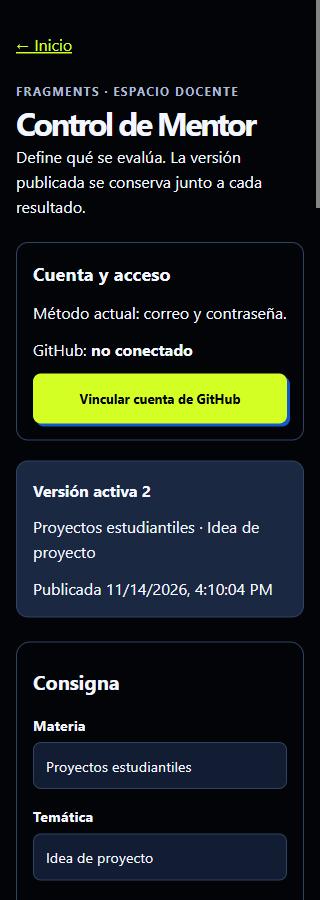 ← Inicio
FRAGMENTS · ESPACIO DOCENTE
Control de Mentor
Define qué se evalúa. La versión
publicada se conserva junto a cada
resultado.
Cuenta y acceso
Método actual: correo y contraseña.
GitHub: no conectado
Vincular cuenta de GitHub
Versión activa 2
Proyectos estudiantiles · Idea de
proyecto
Publicada 11/14/2026, 4:10:04 PM
Consigna
Materia
Proyectos estudiantiles
Temática
Idea de proyecto